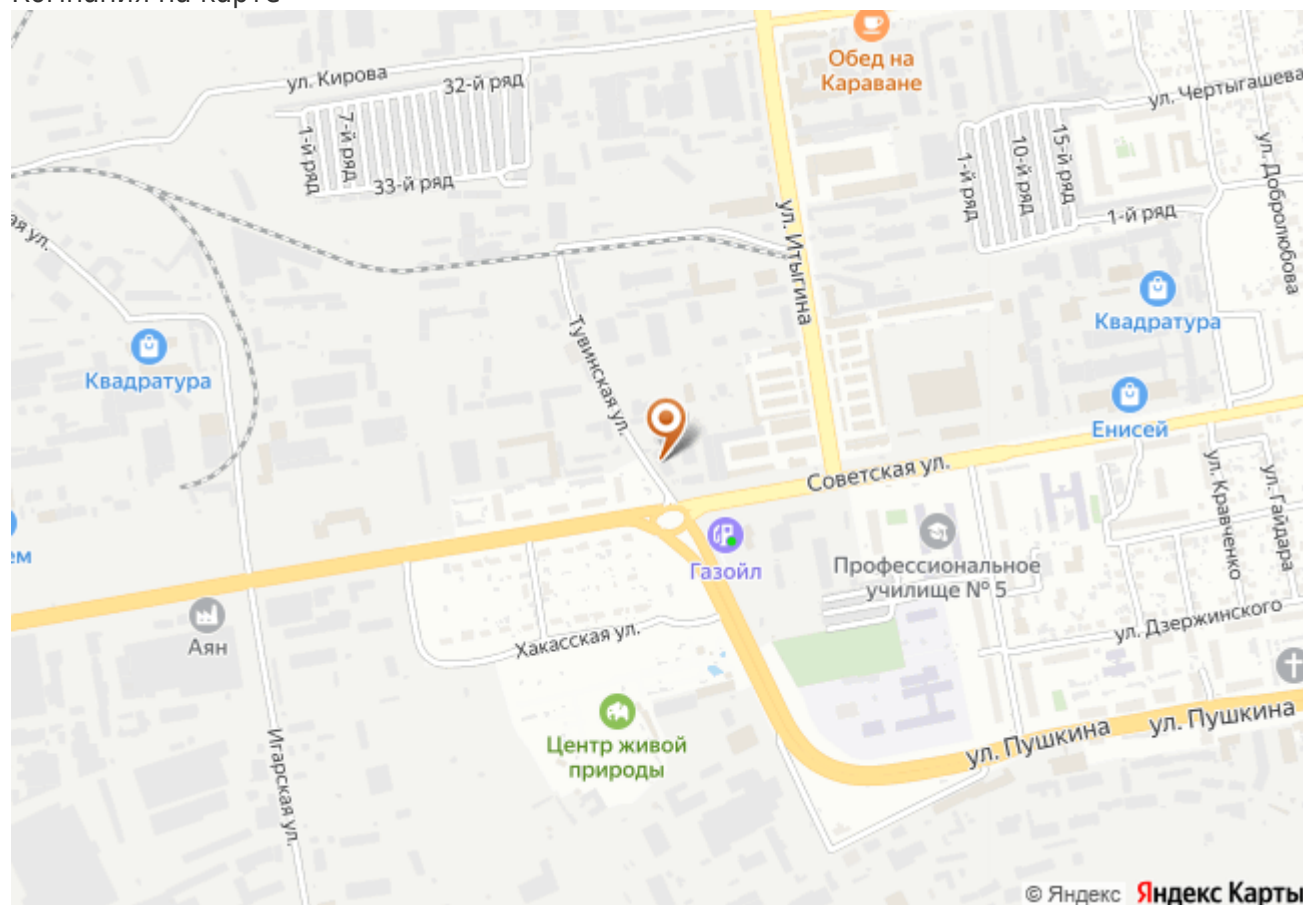 Компания на карте
Обед на
Караване
ул. Кирова
32-й ряд
7-й ряд
1-й ряд
33-й ряд
ул. Чертыгашева
15-й ряд
10-й ряд
1-й ряд
1-й ряд
ул. Добролюбова
ул. Итыгина
Квадратура
Квадратура
Тувинская ул.
Енисей
Советская ул.
ул. Кравченко
ул. Гайдара
Газойл
Профессиональное
училище № 5
Аян
Хакасская ул.
ул. Дзержинского
Центр живой
природы
Игарская ул.
ул. Пушкина
ул. Пушкина
© Яндекс Яндекс Карты